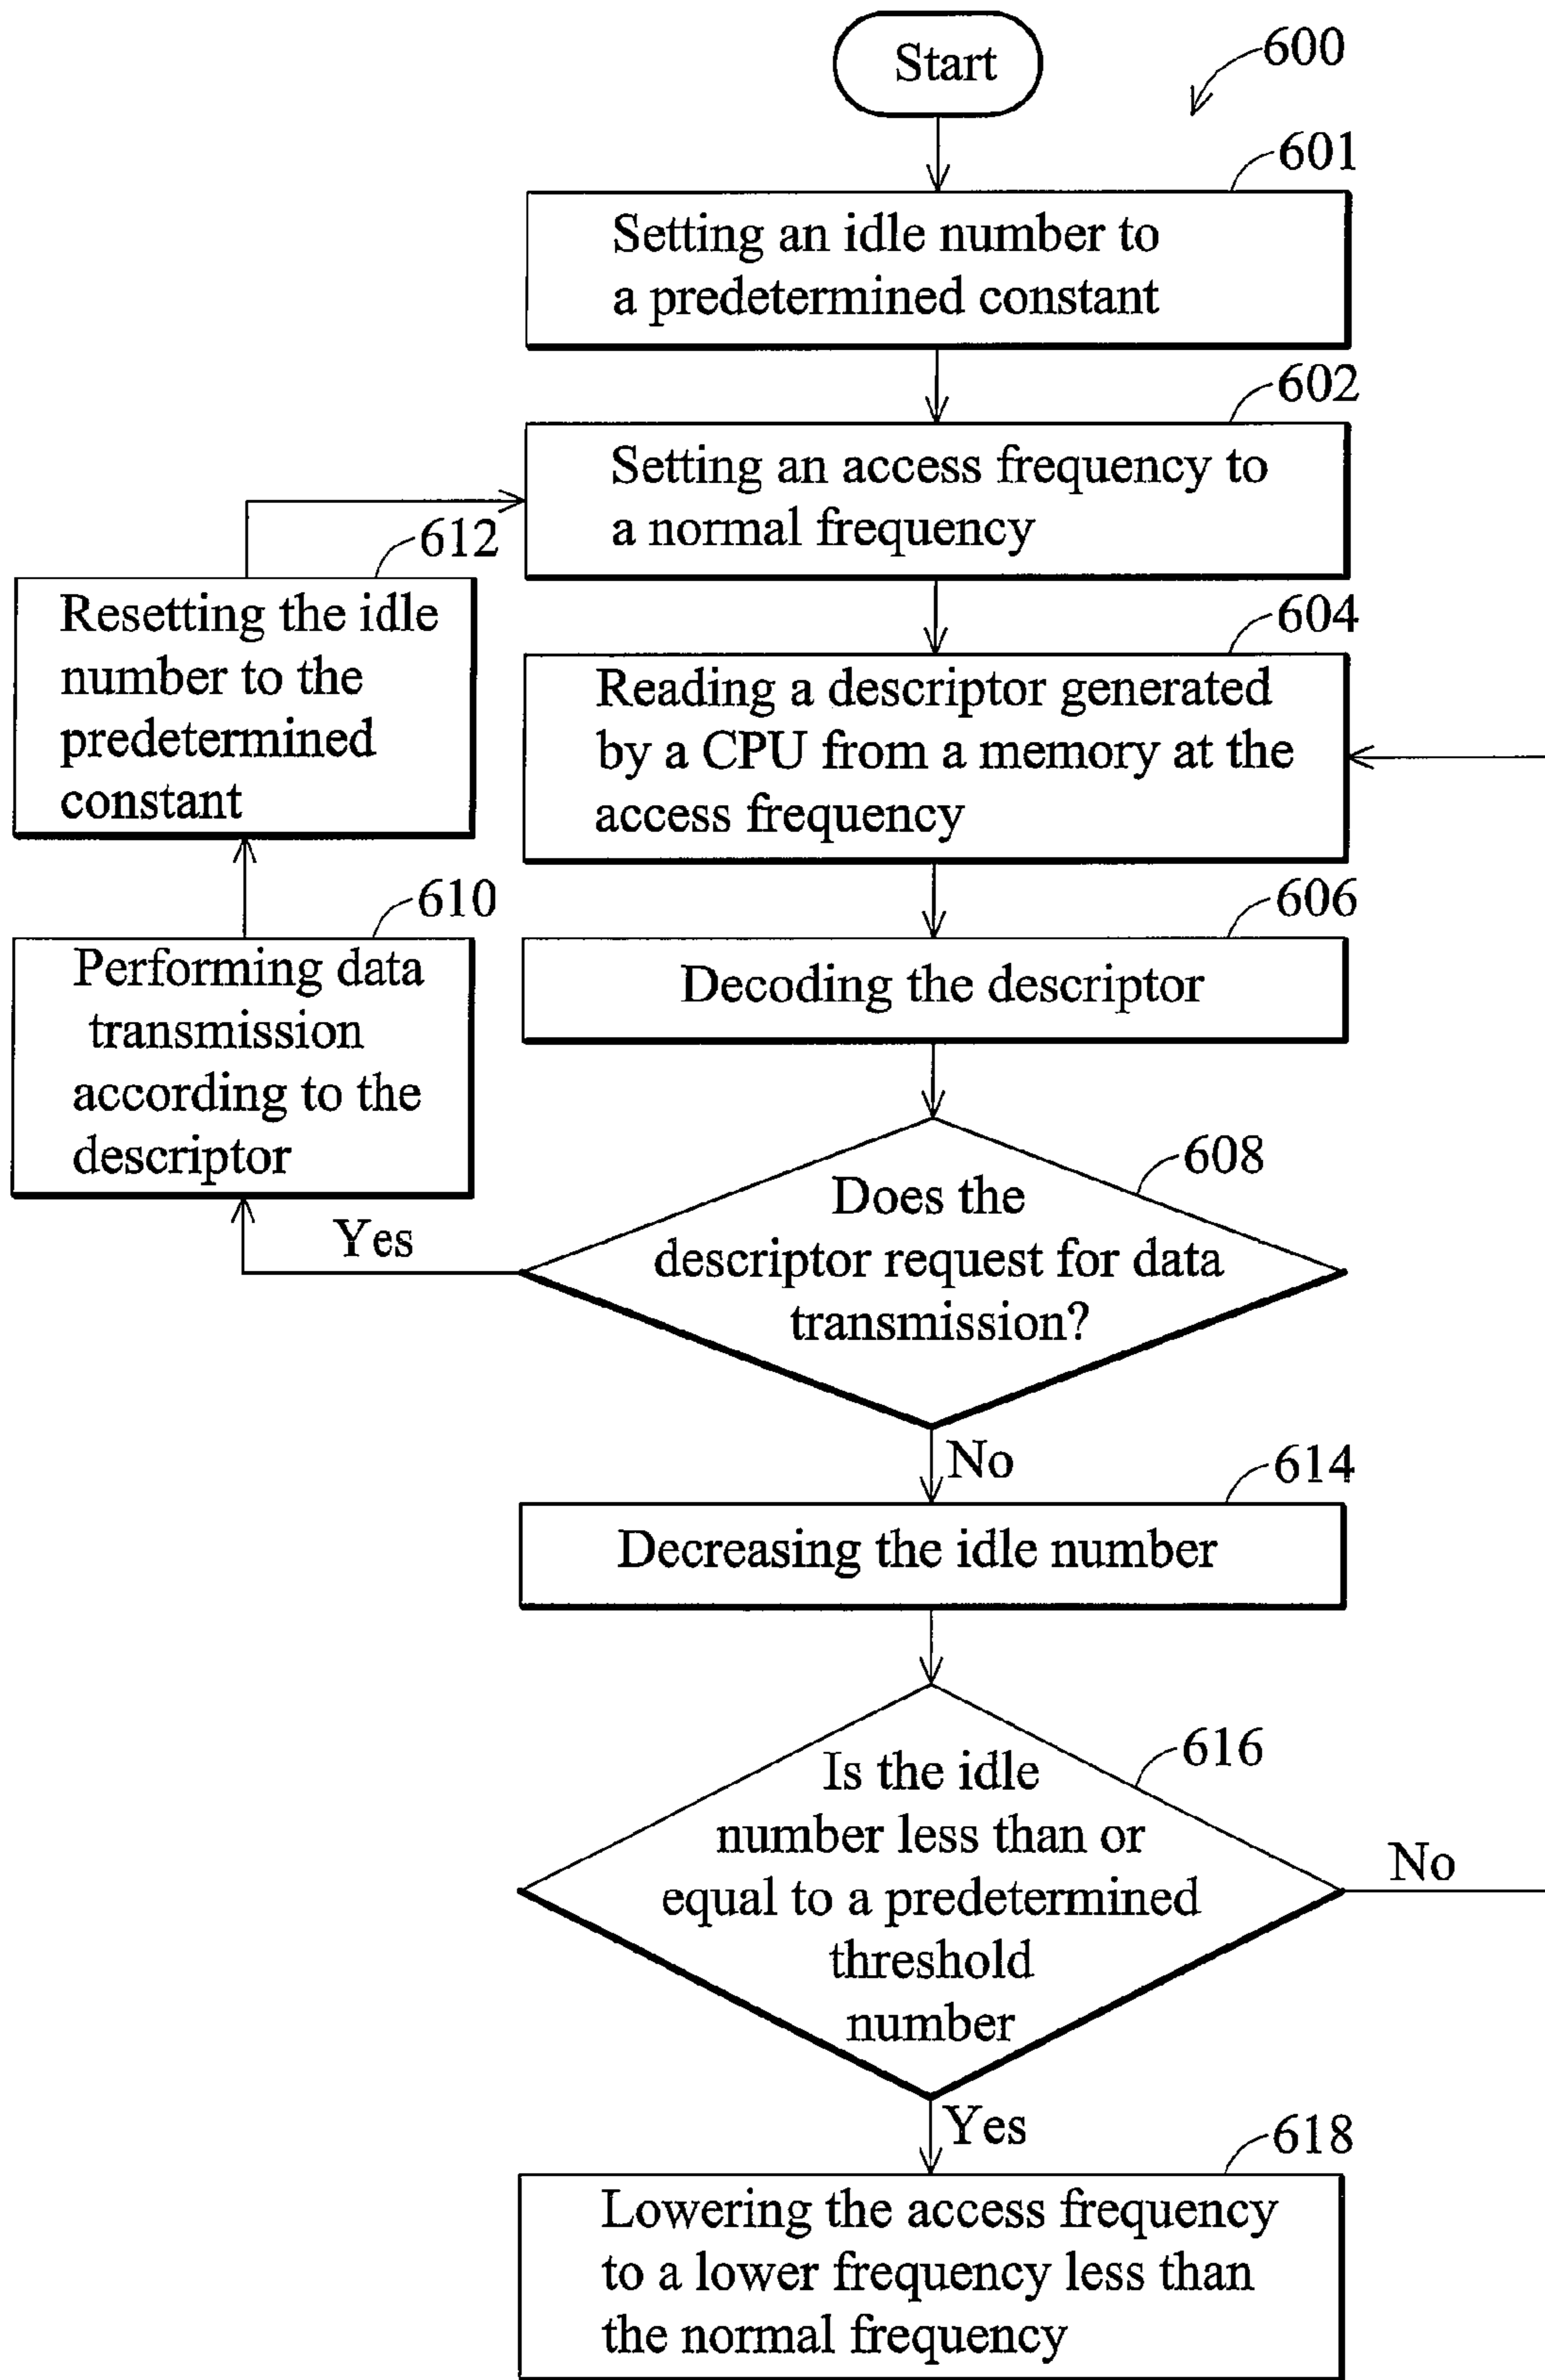 Start
600
601
Setting an idle number to
a predetermined constant
602
Setting an access frequency to
a normal frequency
612
Resetting the idle
number to the
predetermined
constant
604
Reading a descriptor generated
by a CPU from a memory at the
access frequency
610
Performing data
transmission
according to the
descriptor
606
Decoding the descriptor
608
Does the
descriptor request for data
transmission?
Yes
No
614
Decreasing the idle number
616
Is the idle
number less than or
equal to a predetermined
threshold
number
No
Yes
618
Lowering the access frequency
to a lower frequency less than
the normal frequency